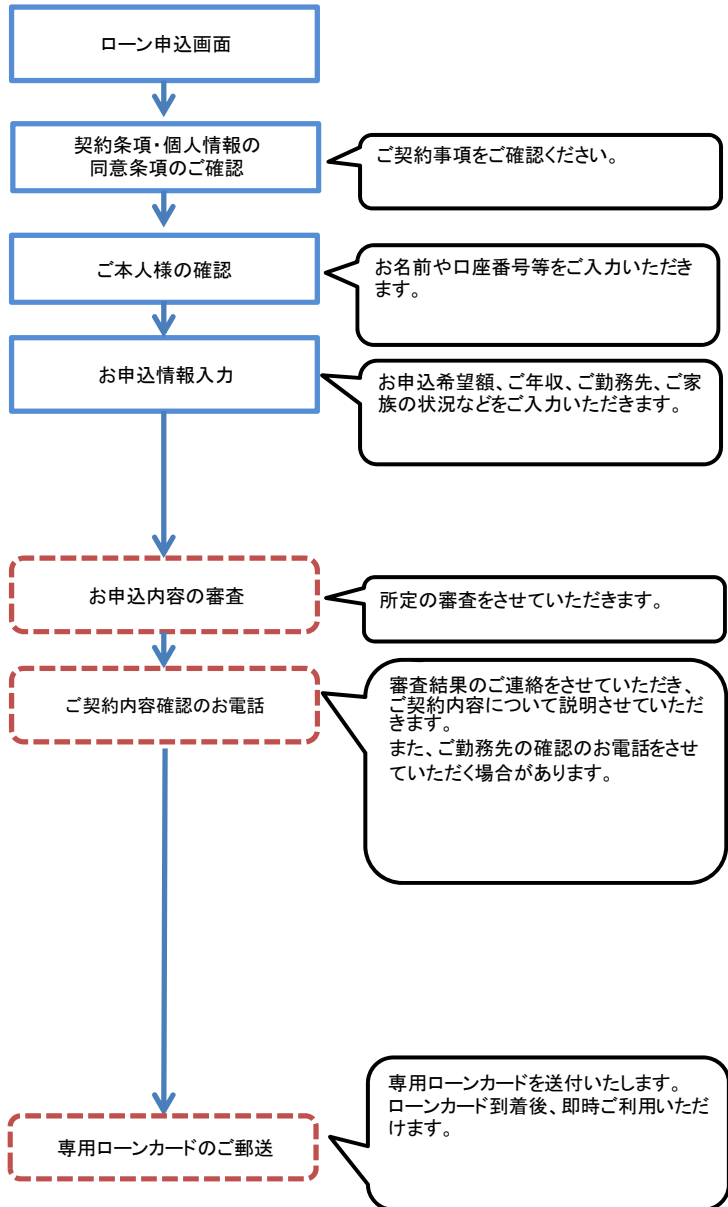 ローン申込画面
契約条項・個人情報の
同意条項のご確認
ご契約事項をご確認ください。
ご本人様の確認
お名前や口座番号等をご入力いただき
ます。
お申込情報入力
お申込希望額、ご年収、ご勤務先、ご家
族の状況などをご入力いただきます。
お申込内容の審査
所定の審査をさせていただきます。
ご契約内容確認のお電話
審査結果のご連絡をさせていただき、
ご契約内容について説明させていただ
きます。
また、ご勤務先の確認のお電話をさせ
ていただく場合があります。
専用ローンカードのご郵送
専用ローンカードを送付いたします。
ローンカード到着後、即時ご利用いただ
けます。